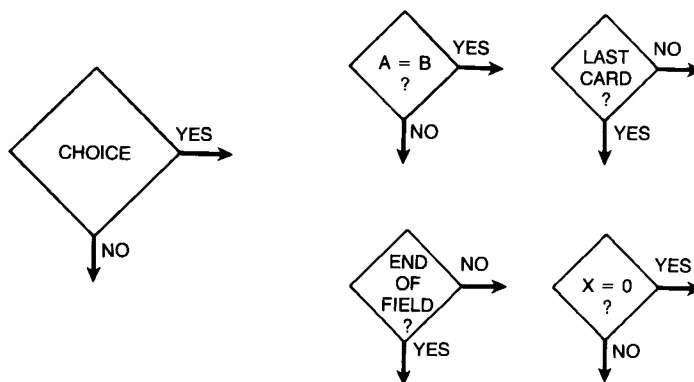 CHOICE
YES
NO
A = B
?
YES
NO
LAST
CARD
?
NO
YES
END
OF
FIELD
?
NO
YES
X = 0
?
YES
NO